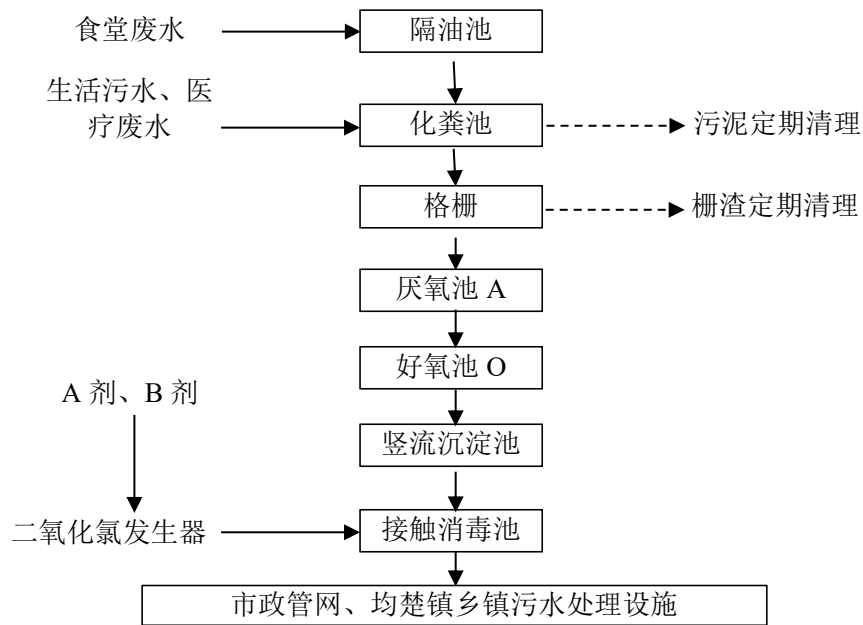 食堂废水
隔油池
生活污水、医
疗废水
化粪池
污泥定期清理
格栅
栅渣定期清理
厌氧池 A
好氧池 O
A 剂、B 剂
竖流沉淀池
二氧化氯发生器
接触消毒池
市政管网、均楚镇乡镇污水处理设施